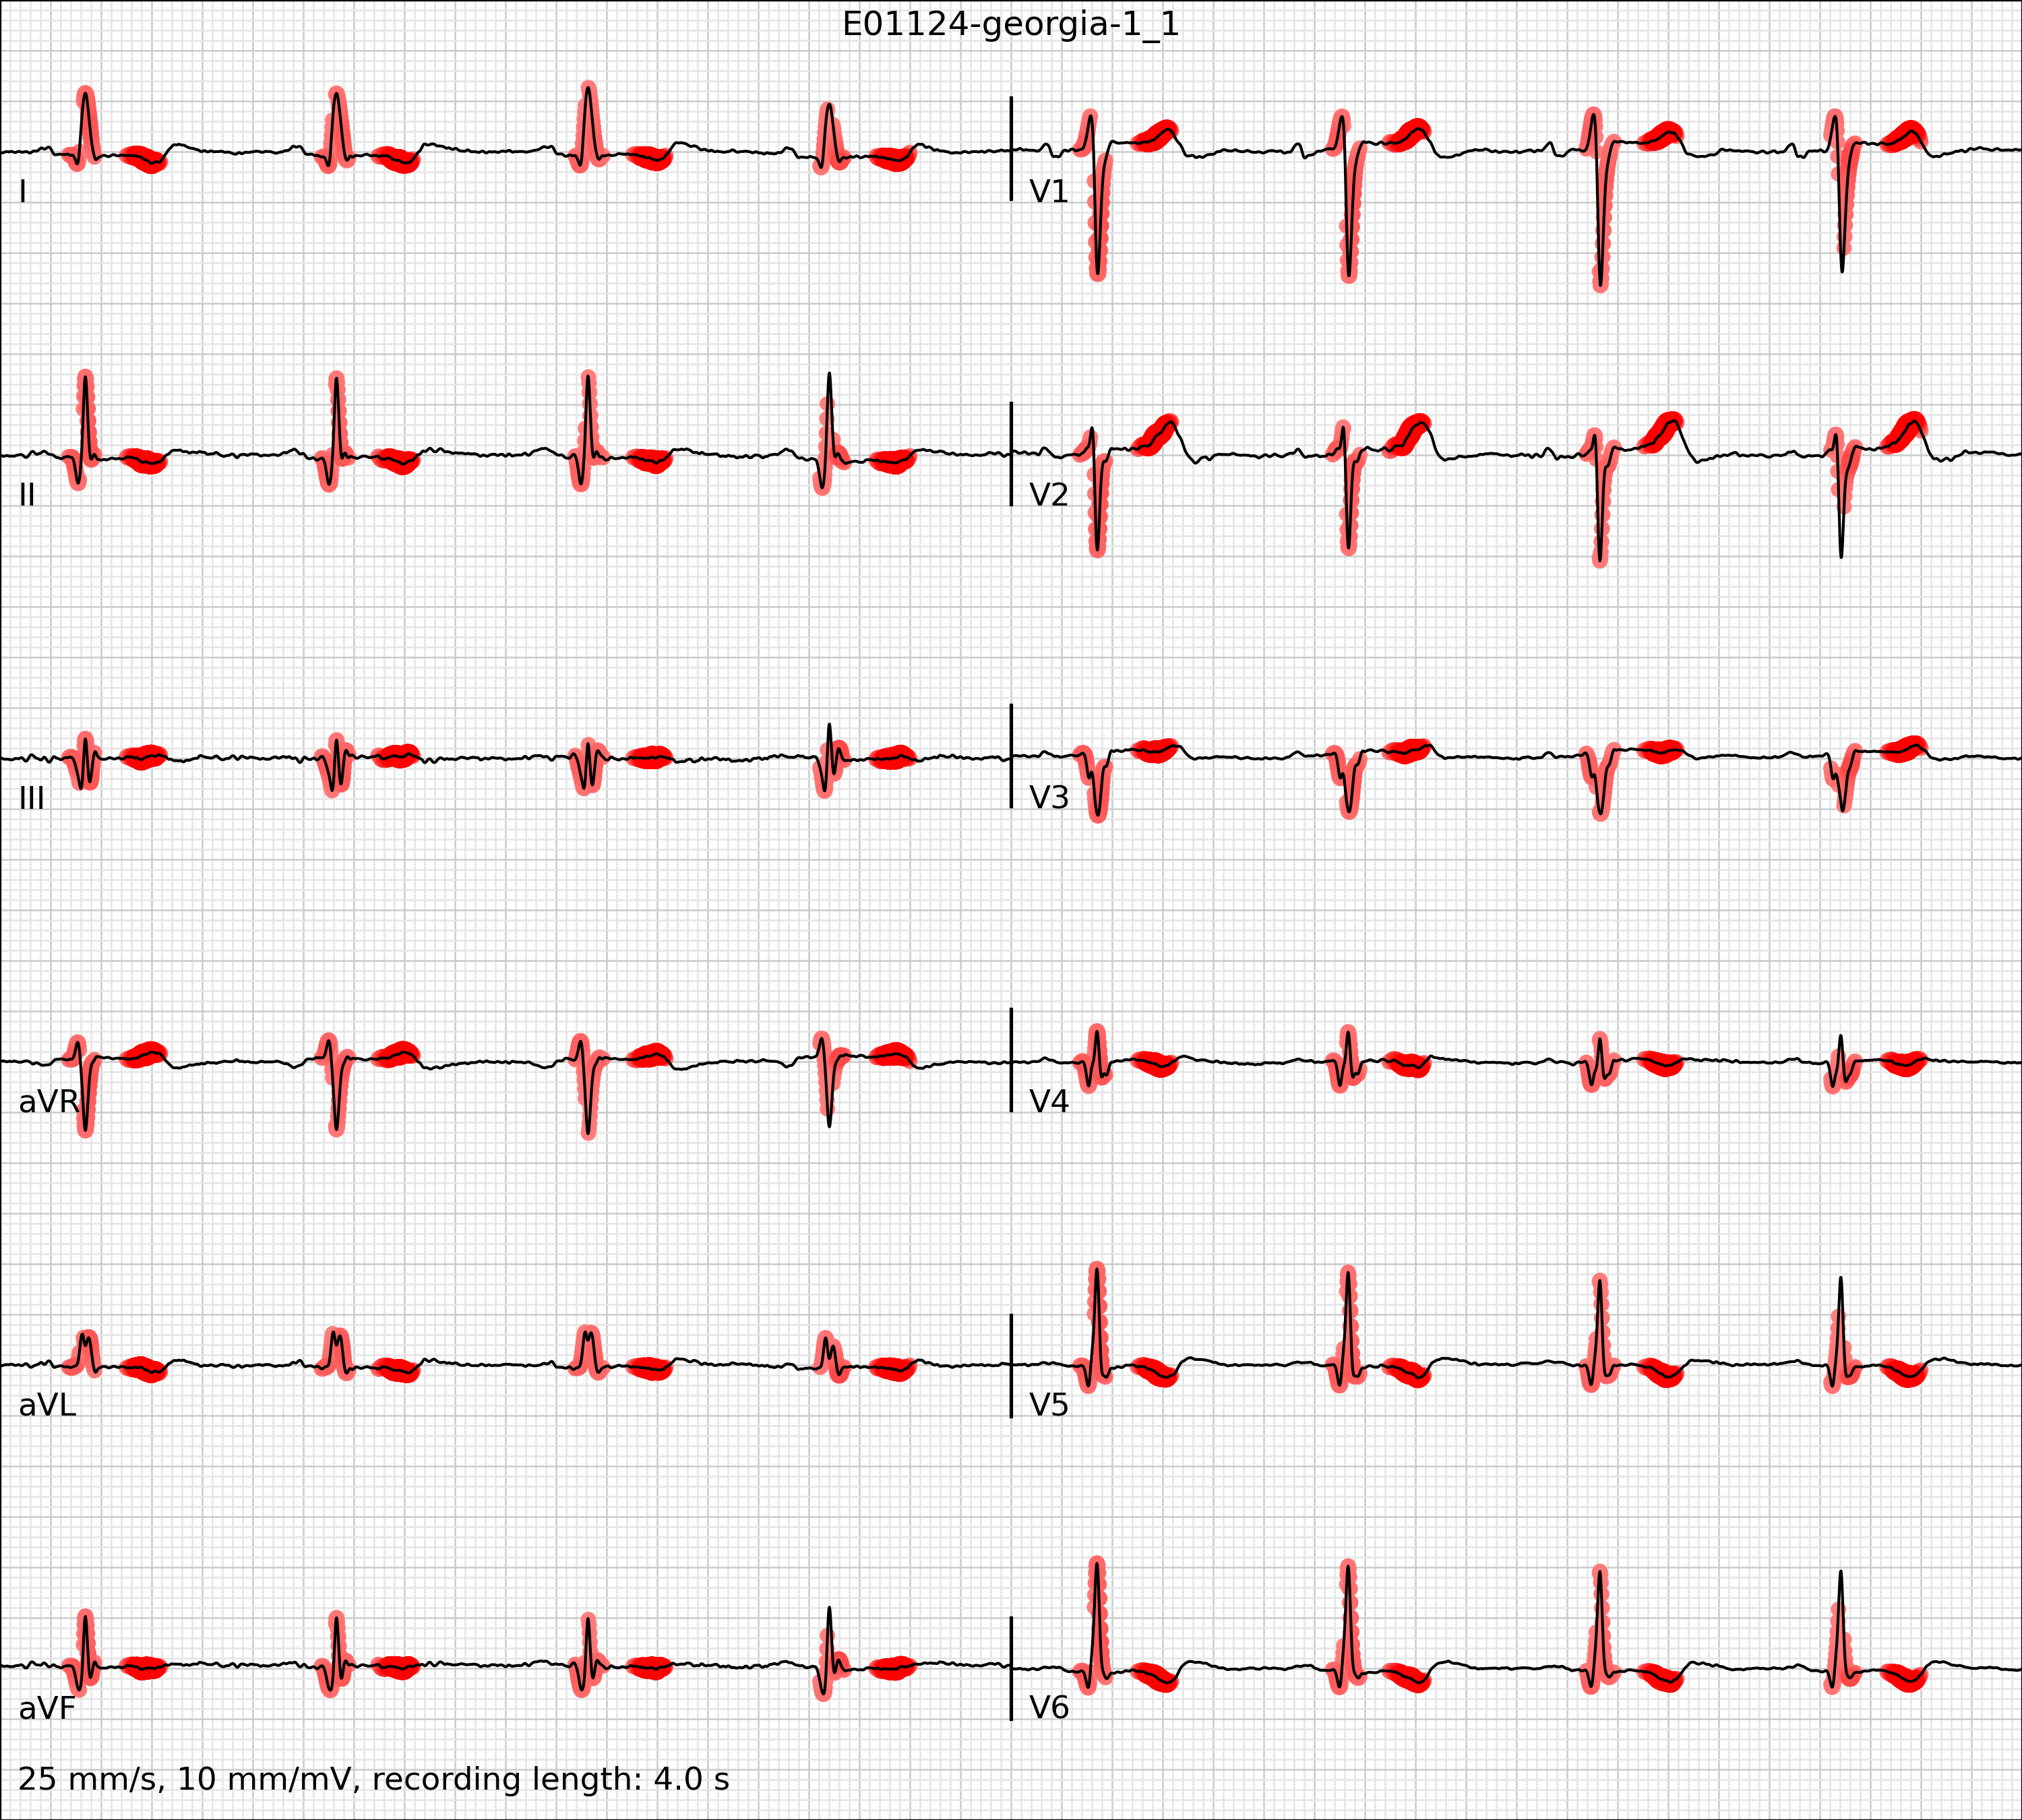 E01124-georgia-1_1
I
V1
II
V2
III
V3
aVR
V4
aVL
V5
aVF
V6
25 mm/s, 10 mm/mV, recording length: 4.0 s